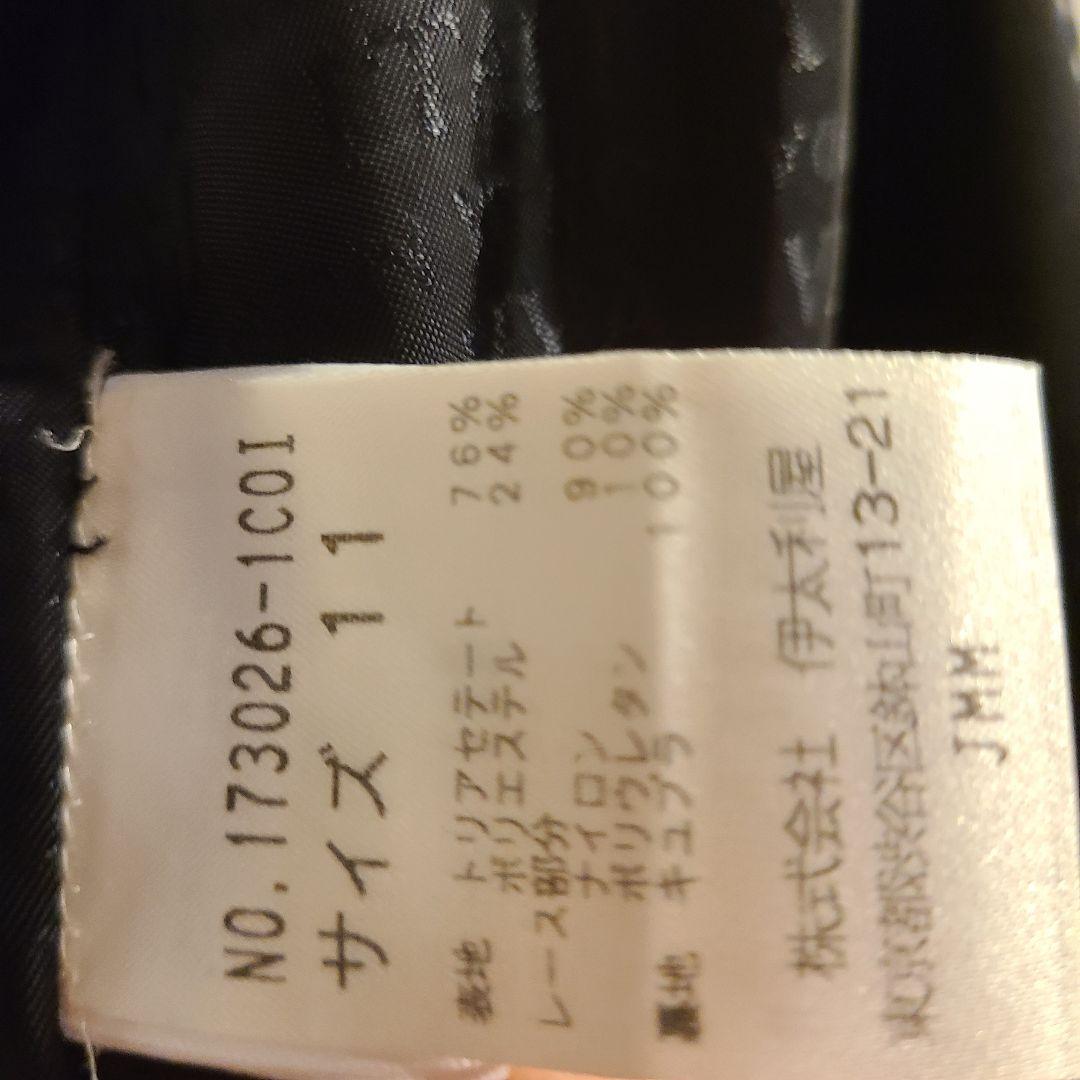 NO.173026-1C0I
サイズ 11
表地 トリアセテート 76%
ポリエステル 24%
レース部分
ナイロン 90%
ポリウレタン 10%
裏地 キュプラ 100%
株式会社 伊太利屋
東京都渋谷区鉢山町13-21
JMM